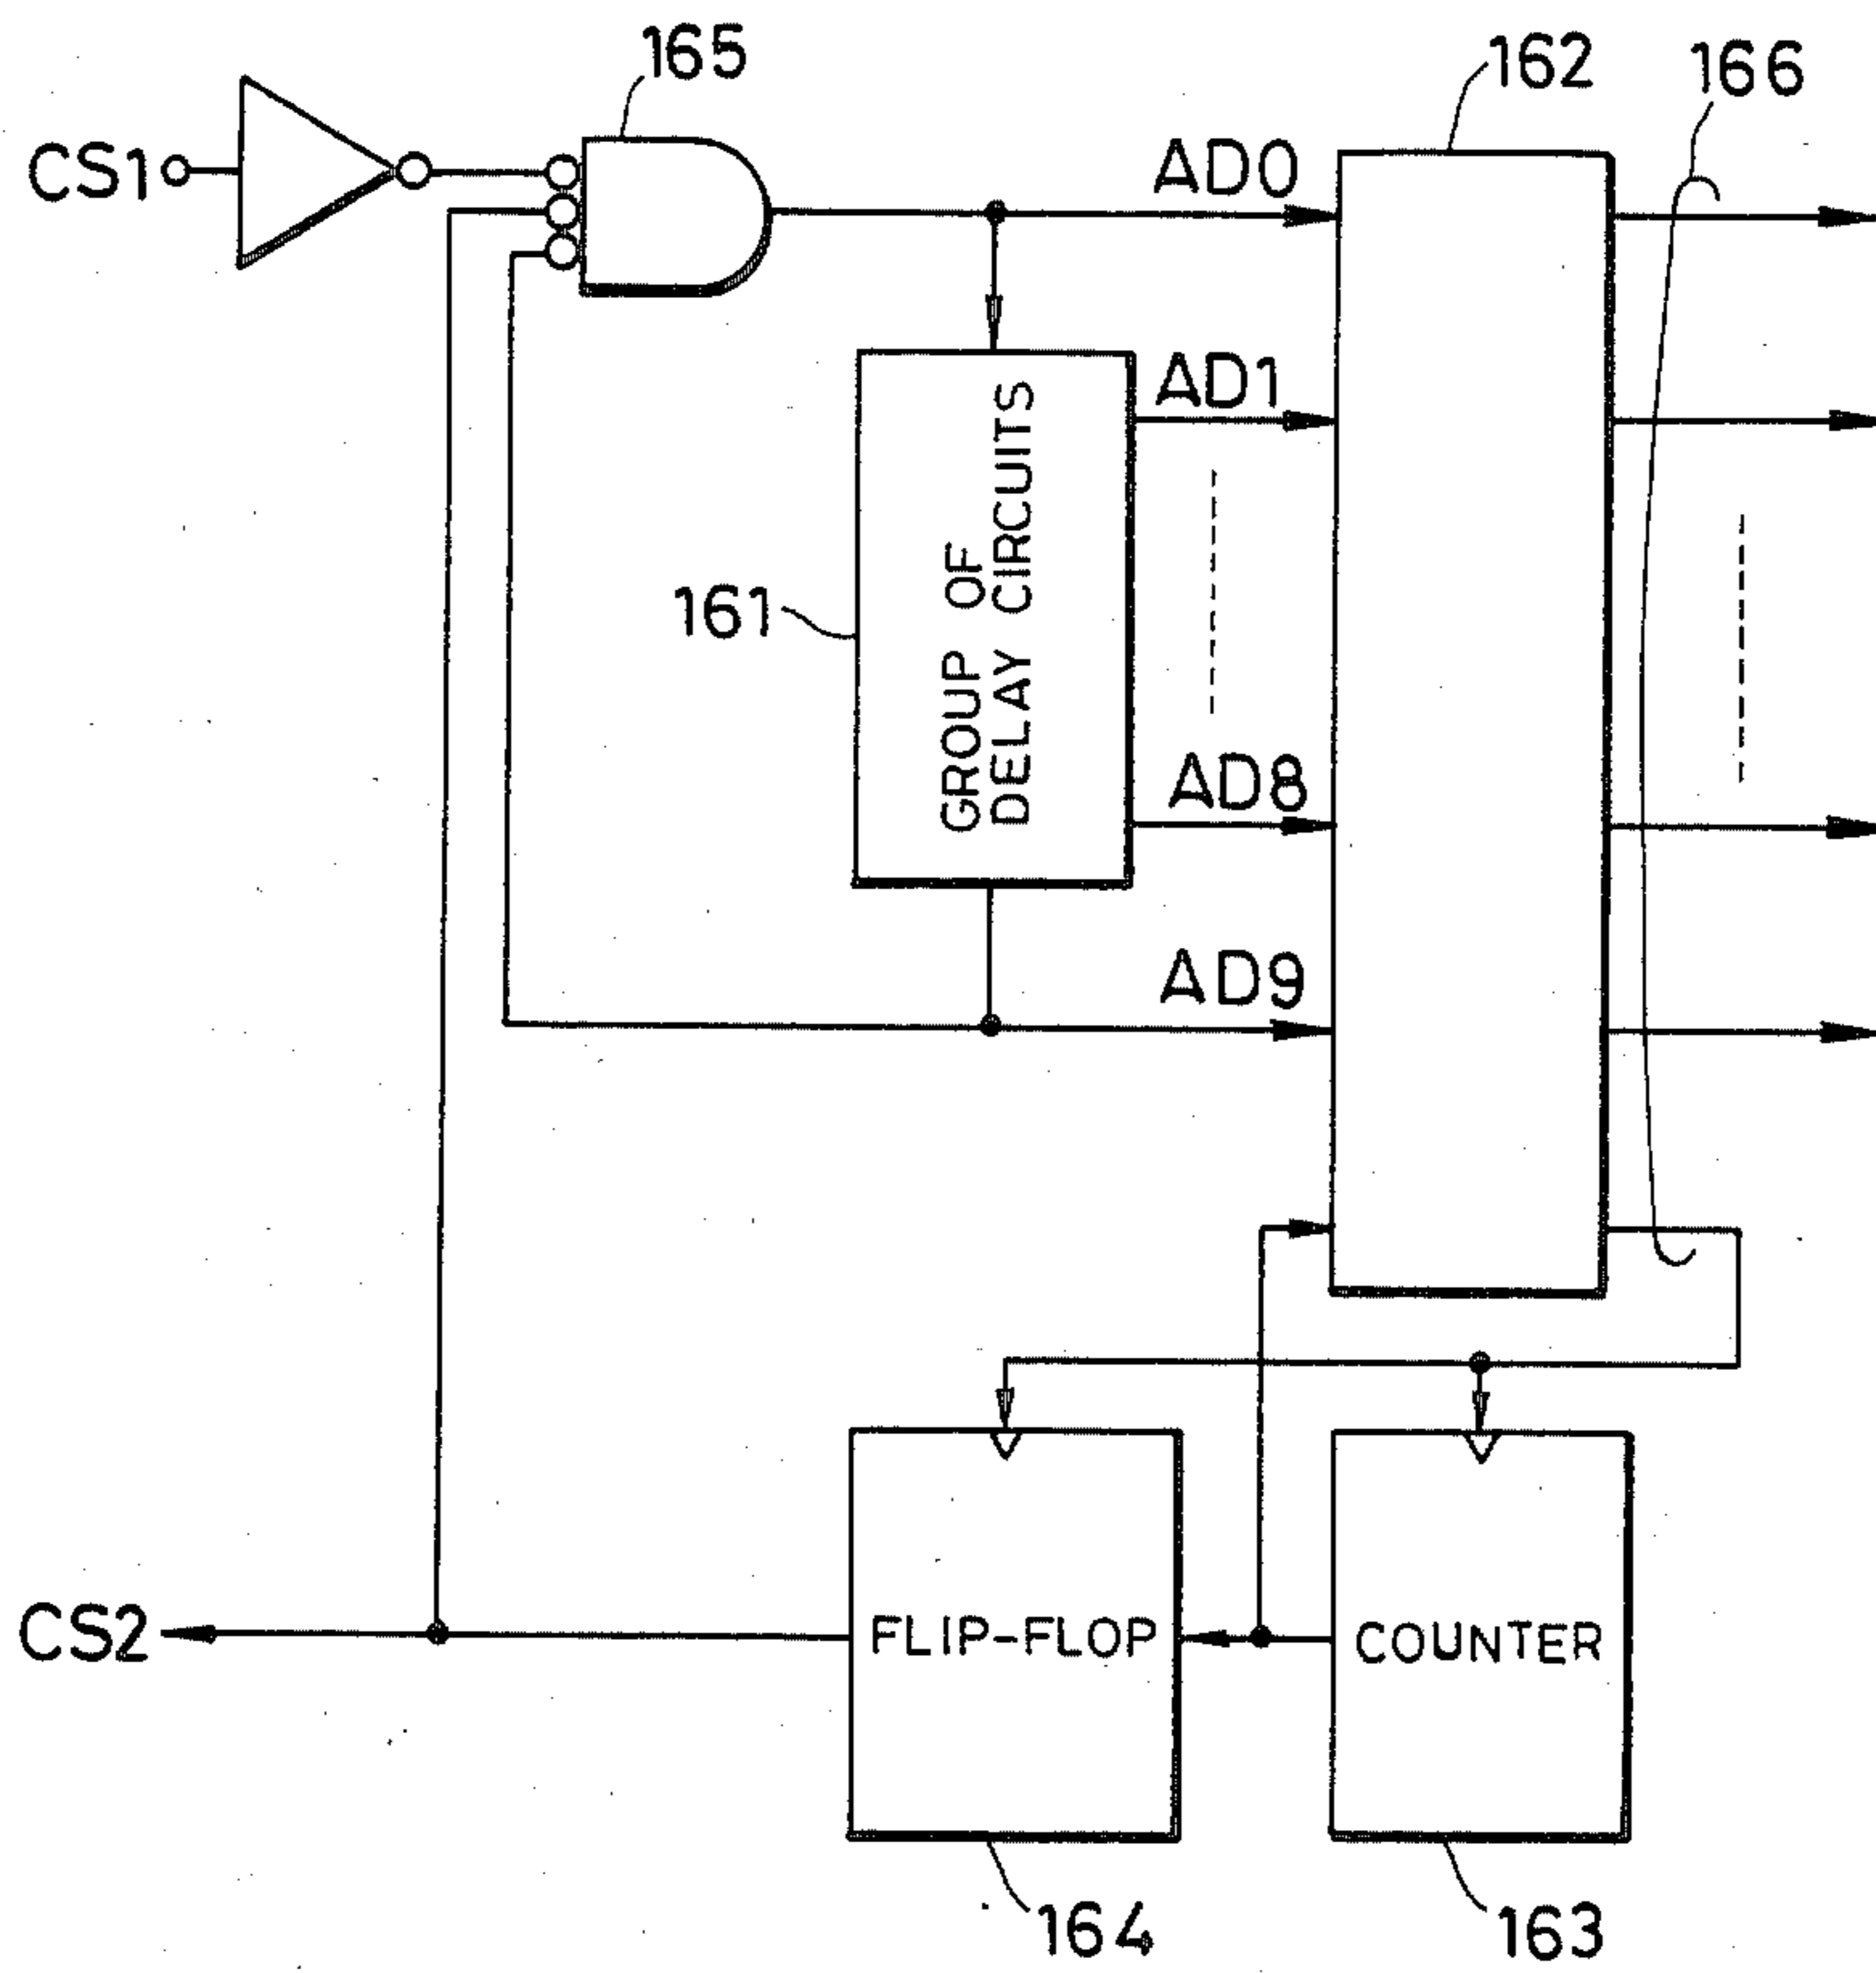 165
162
166
CS1
AD0
AD1
GROUP OF
DELAY CIRCUITS
161
AD8
AD9
FLIP-FLOP
COUNTER
CS2
164
163